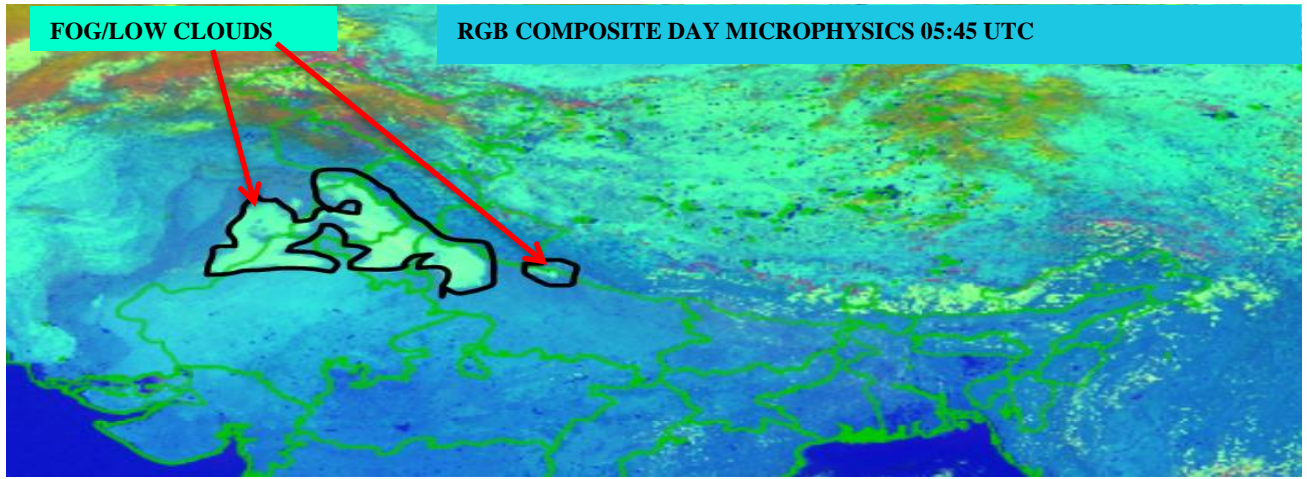 FOG/LOW CLOUDS
RGB COMPOSITE DAY MICROPHYSICS 05:45 UTC